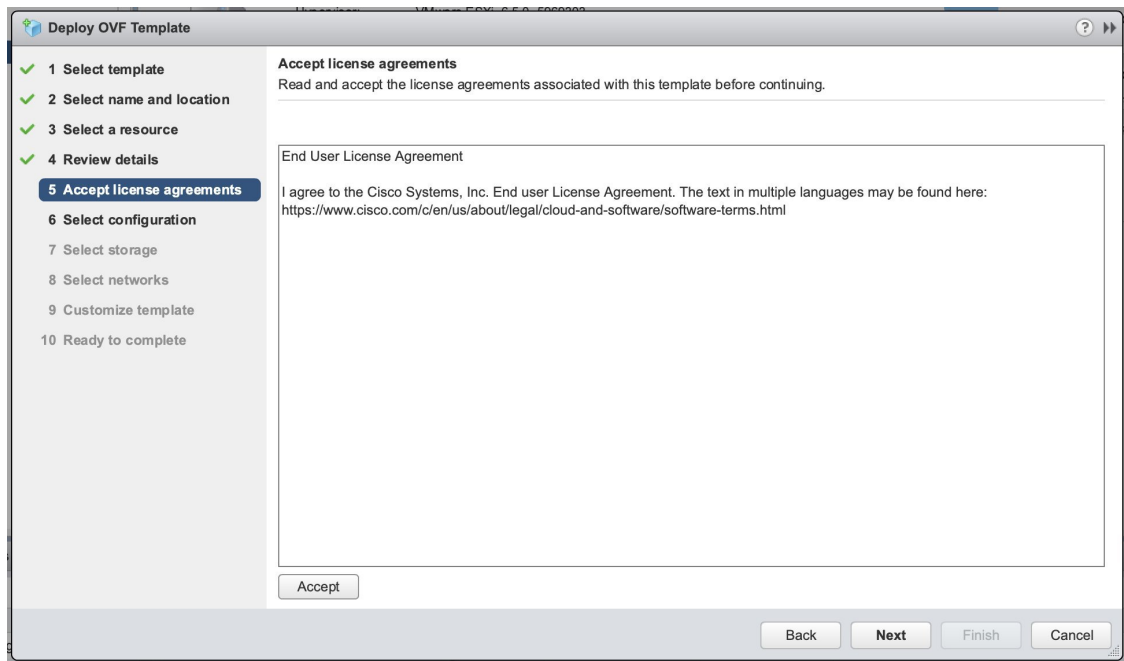 Deploy OVF Template
?
1 Select template
2 Select name and location
3 Select a resource
4 Review details
5 Accept license agreements
6 Select configuration
7 Select storage
8 Select networks
9 Customize template
10 Ready to complete
Accept license agreements
Read and accept the license agreements associated with this template before continuing.
End User License Agreement
I agree to the Cisco Systems, Inc. End user License Agreement. The text in multiple languages may be found here:
https://www.cisco.com/c/en/us/about/legal/cloud-and-software/software-terms.html
Accept
Back
Next
Finish
Cancel